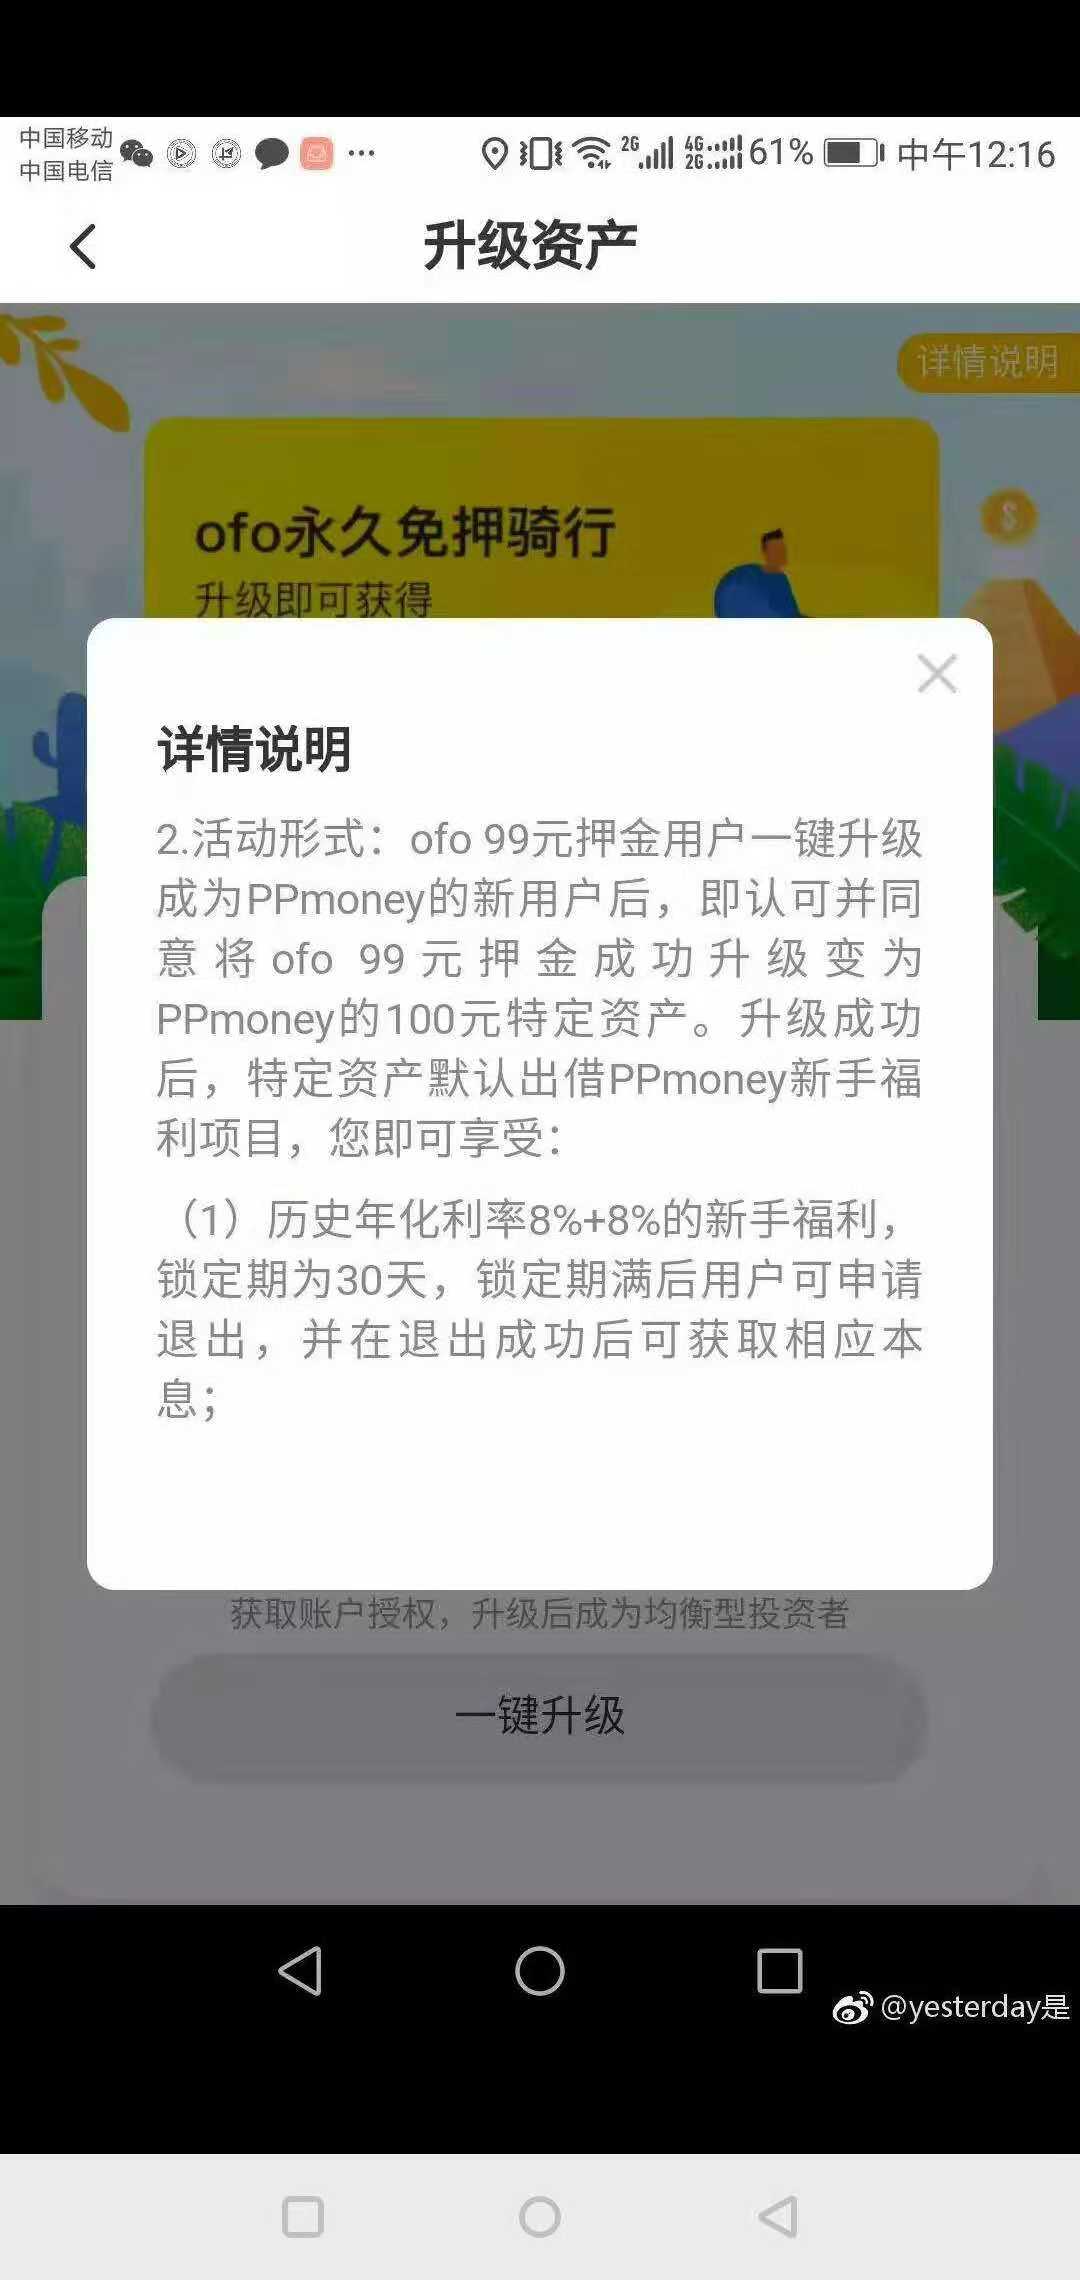 中国移动
中国电信
2G
4G
2G
61%
中午12:16
升级资产
详情说明
ofo永久免押骑行
升级即可获得
详情说明
2.活动形式：ofo 99元押金用户一键升级
成为PPmoney的新用户后，即认可并同
意将ofo 99元押金成功升级变为
PPmoney的100元特定资产。升级成功
后，特定资产默认出借PPmoney新手福
利项目，您即可享受：
（1）历史年化利率8%+8%的新手福利，
锁定期为30天，锁定期满后用户可申请
退出，并在退出成功后可获取相应本
息；
获取账户授权，升级后成为均衡型投资者
一键升级
@yesterday是